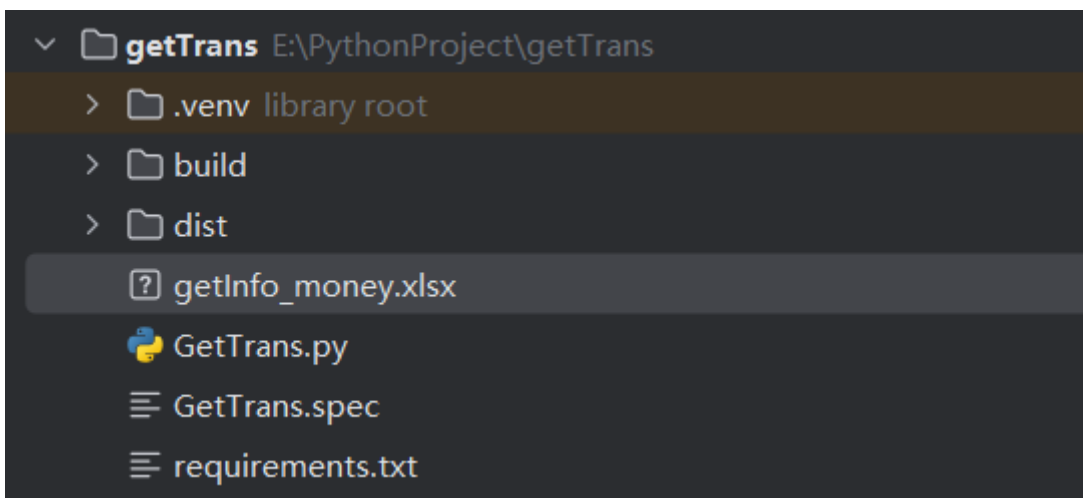 getTrans E:\PythonProject\getTrans
.venv library root
build
dist
getInfo_money.xlsx
GetTrans.py
GetTrans.spec
requirements.txt